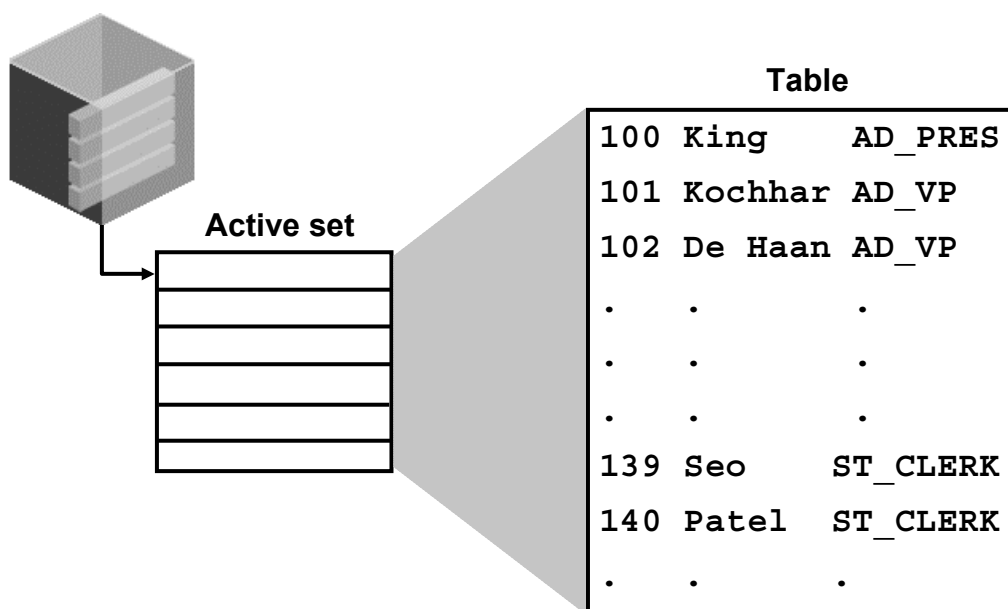 Table
Active set
100 King AD_PRES
101 Kochhar AD_VP
102 De Haan AD_VP
. . .
. . .
. . .
139 Seo ST_CLERK
140 Patel ST_CLERK
. . .